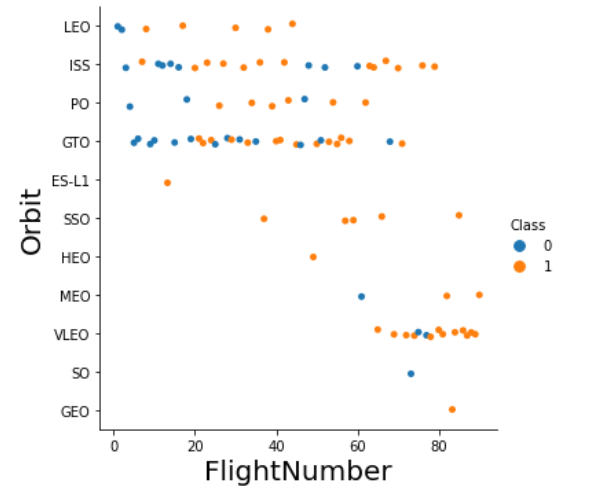 LEO
ISS
PO
GTO
ES-L1
SSO
HEO
MEO
VLEO
SO
GEO
Orbit
0 20 40 60 80
FlightNumber
Class
0
1